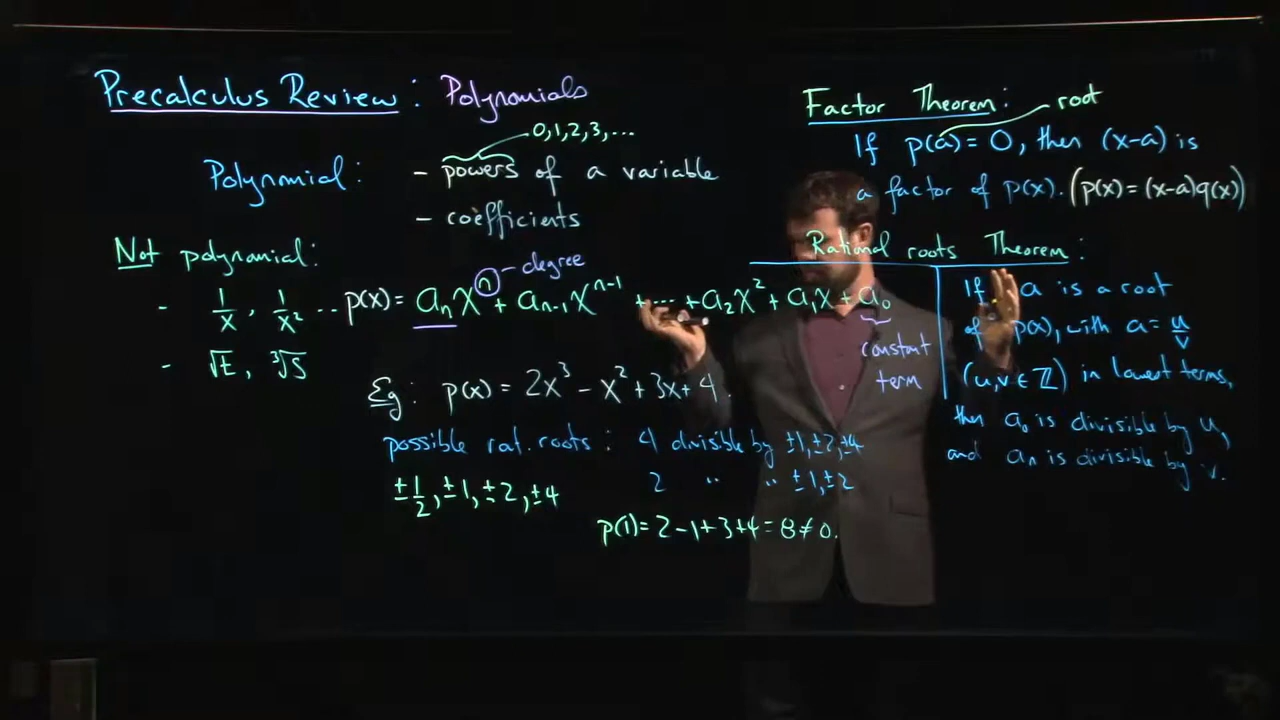 Precalculus Review : Polynomials
0,1,2,3,...
Polynomial : - powers of a variable
- coefficients
Not polynomial :
- 1/x , 1/x² ...
- √t , ³√5
degree
p(x) = aₙxⁿ + aₙ₋₁xⁿ⁻¹ + ... + a₂x² + a₁x + a₀
constant
term
Eg : p(x) = 2x³ - x² + 3x + 4.
possible rat. roots : 4 divisible by ±1, ±2, ±4
2 " " ±1, ±2
±1/2, ±1, ±2, ±4
p(1) = 2 - 1 + 3 + 4 = 8 ≠ 0.
Factor Theorem :
root
If p(a) = 0, then (x-a) is
a factor of p(x). (p(x) = (x-a)q(x))
Rational roots Theorem :
If a is a root
of p(x), with a = u/v
(u,v ∈ ℤ) in lowest terms,
then a₀ is divisible by u,
and aₙ is divisible by v.